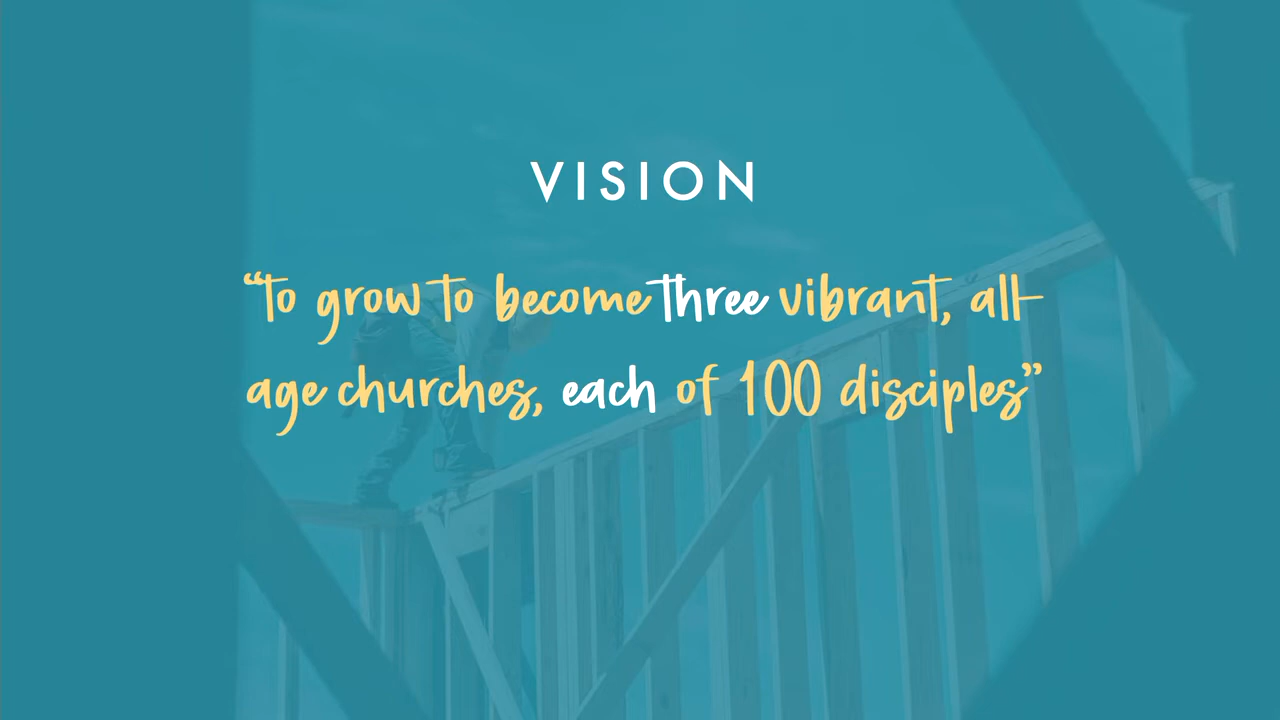 VISION
“to grow to become three vibrant, all-
age churches, each of 100 disciples”